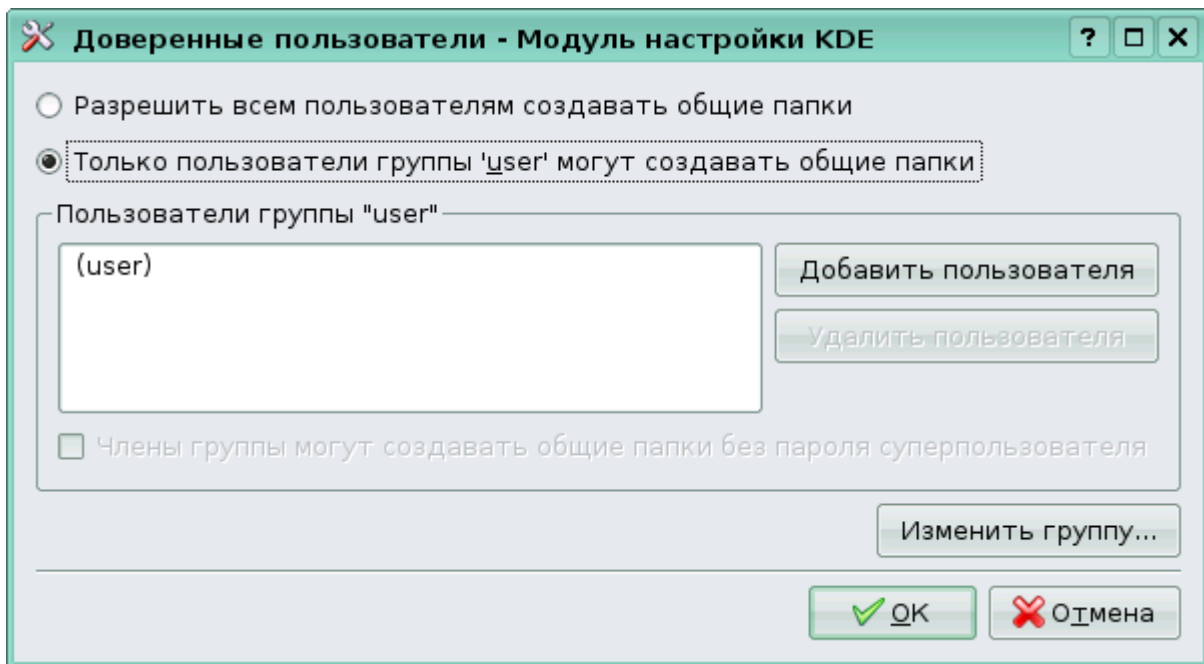 Доверенные пользователи - Модуль настройки KDE
Разрешить всем пользователям создавать общие папки
Только пользователи группы 'user' могут создавать общие папки
Пользователи группы "user"
(user)
Добавить пользователя
Удалить пользователя
Члены группы могут создавать общие папки без пароля суперпользователя
Изменить группу...
OK
Отмена